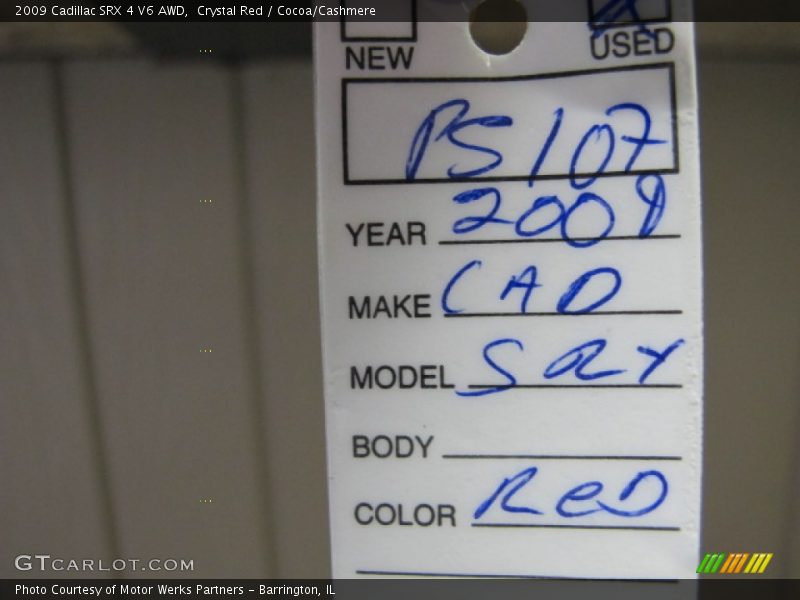 2009 Cadillac SRX 4 V6 AWD, Crystal Red / Cocoa/Cashmere
NEW USED
PS107
YEAR 2009
MAKE CAD
MODEL SRX
BODY
COLOR Red
GTCARLOT.COM
Photo Courtesy of Motor Werks Partners - Barrington, IL